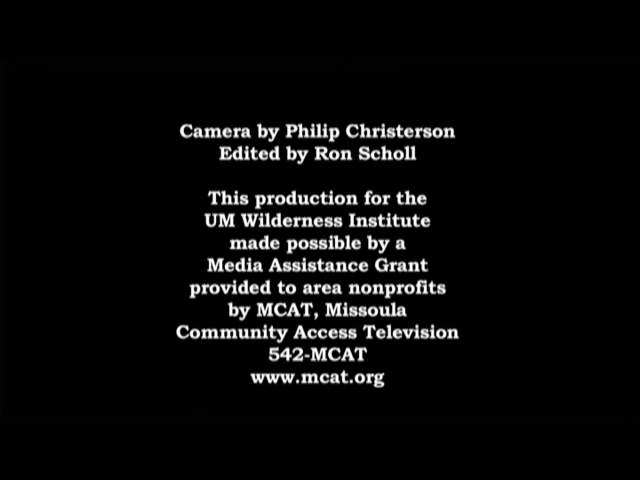 Camera by Philip Christerson
Edited by Ron Scholl
This production for the
UM Wilderness Institute
made possible by a
Media Assistance Grant
provided to area nonprofits
by MCAT, Missoula
Community Access Television
542-MCAT
www.mcat.org